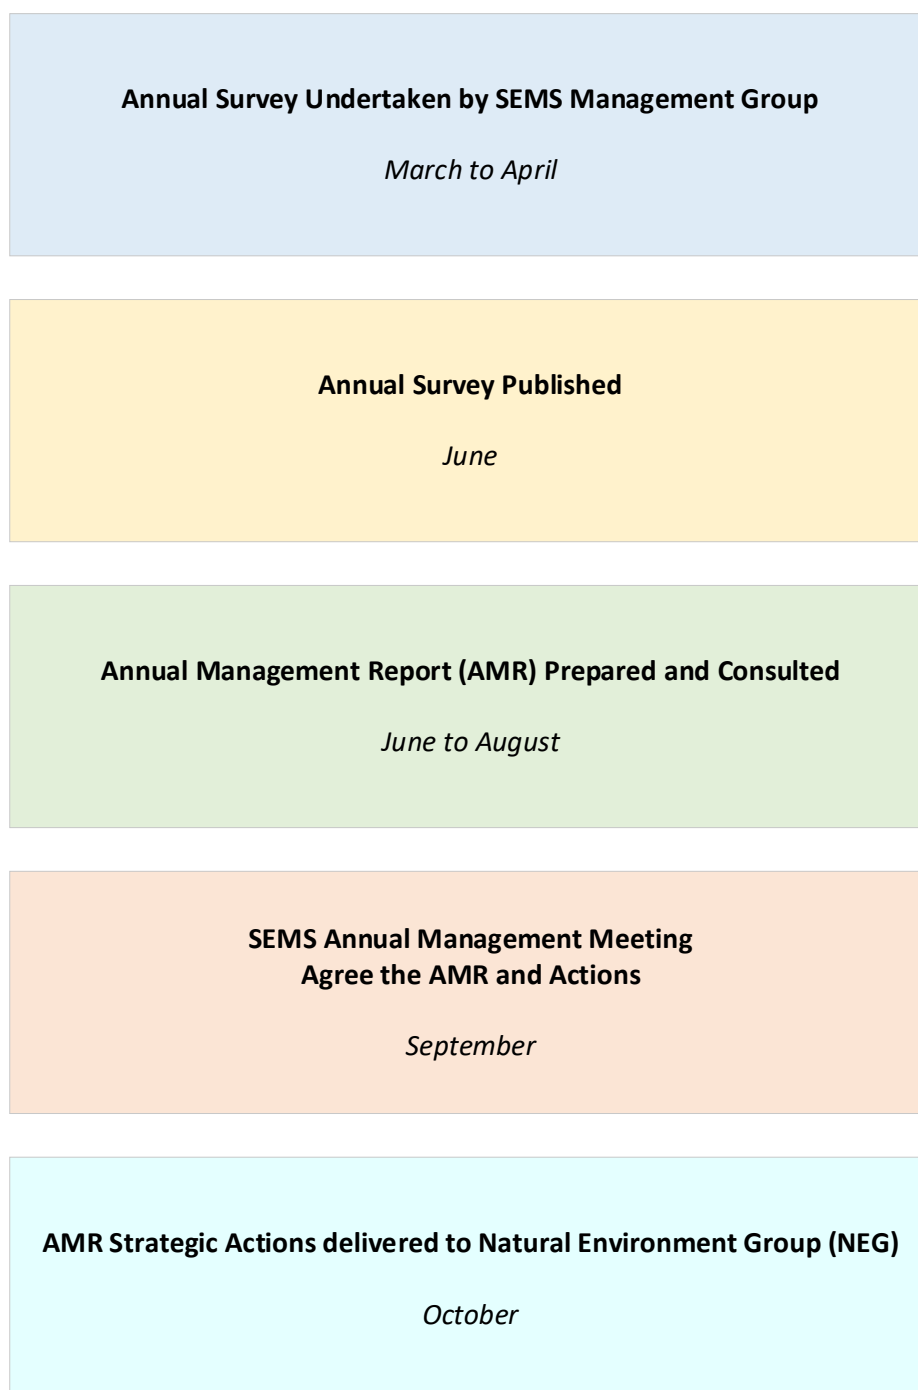 Annual Survey Undertaken by SEMS Management Group
March to April
Annual Survey Published
June
Annual Management Report (AMR) Prepared and Consulted
June to August
SEMS Annual Management Meeting
Agree the AMR and Actions
September
AMR Strategic Actions delivered to Natural Environment Group (NEG)
October